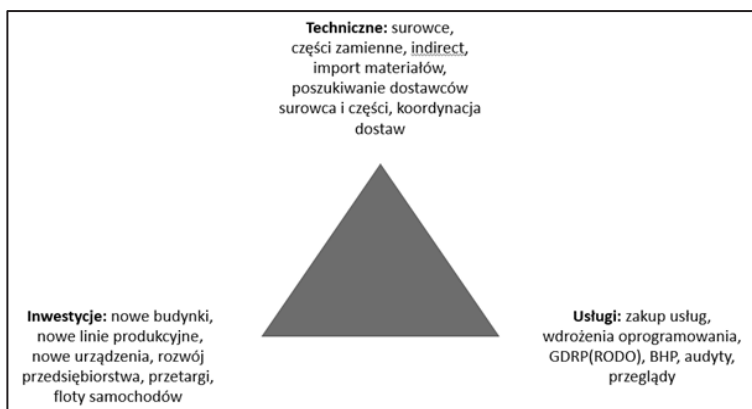 Techniczne: surowce,
części zamienne, indirect,
import materiałów,
poszukiwanie dostawców
surowca i części, koordynacja
dostaw
Inwestycje: nowe budynki,
nowe linie produkcyjne,
nowe urządzenia, rozwój
przedsiębiorstwa, przetargi,
floty samochodów
Usługi: zakup usług,
wdrożenia oprogramowania,
GDRP(RODO), BHP, audyty,
przeglądy